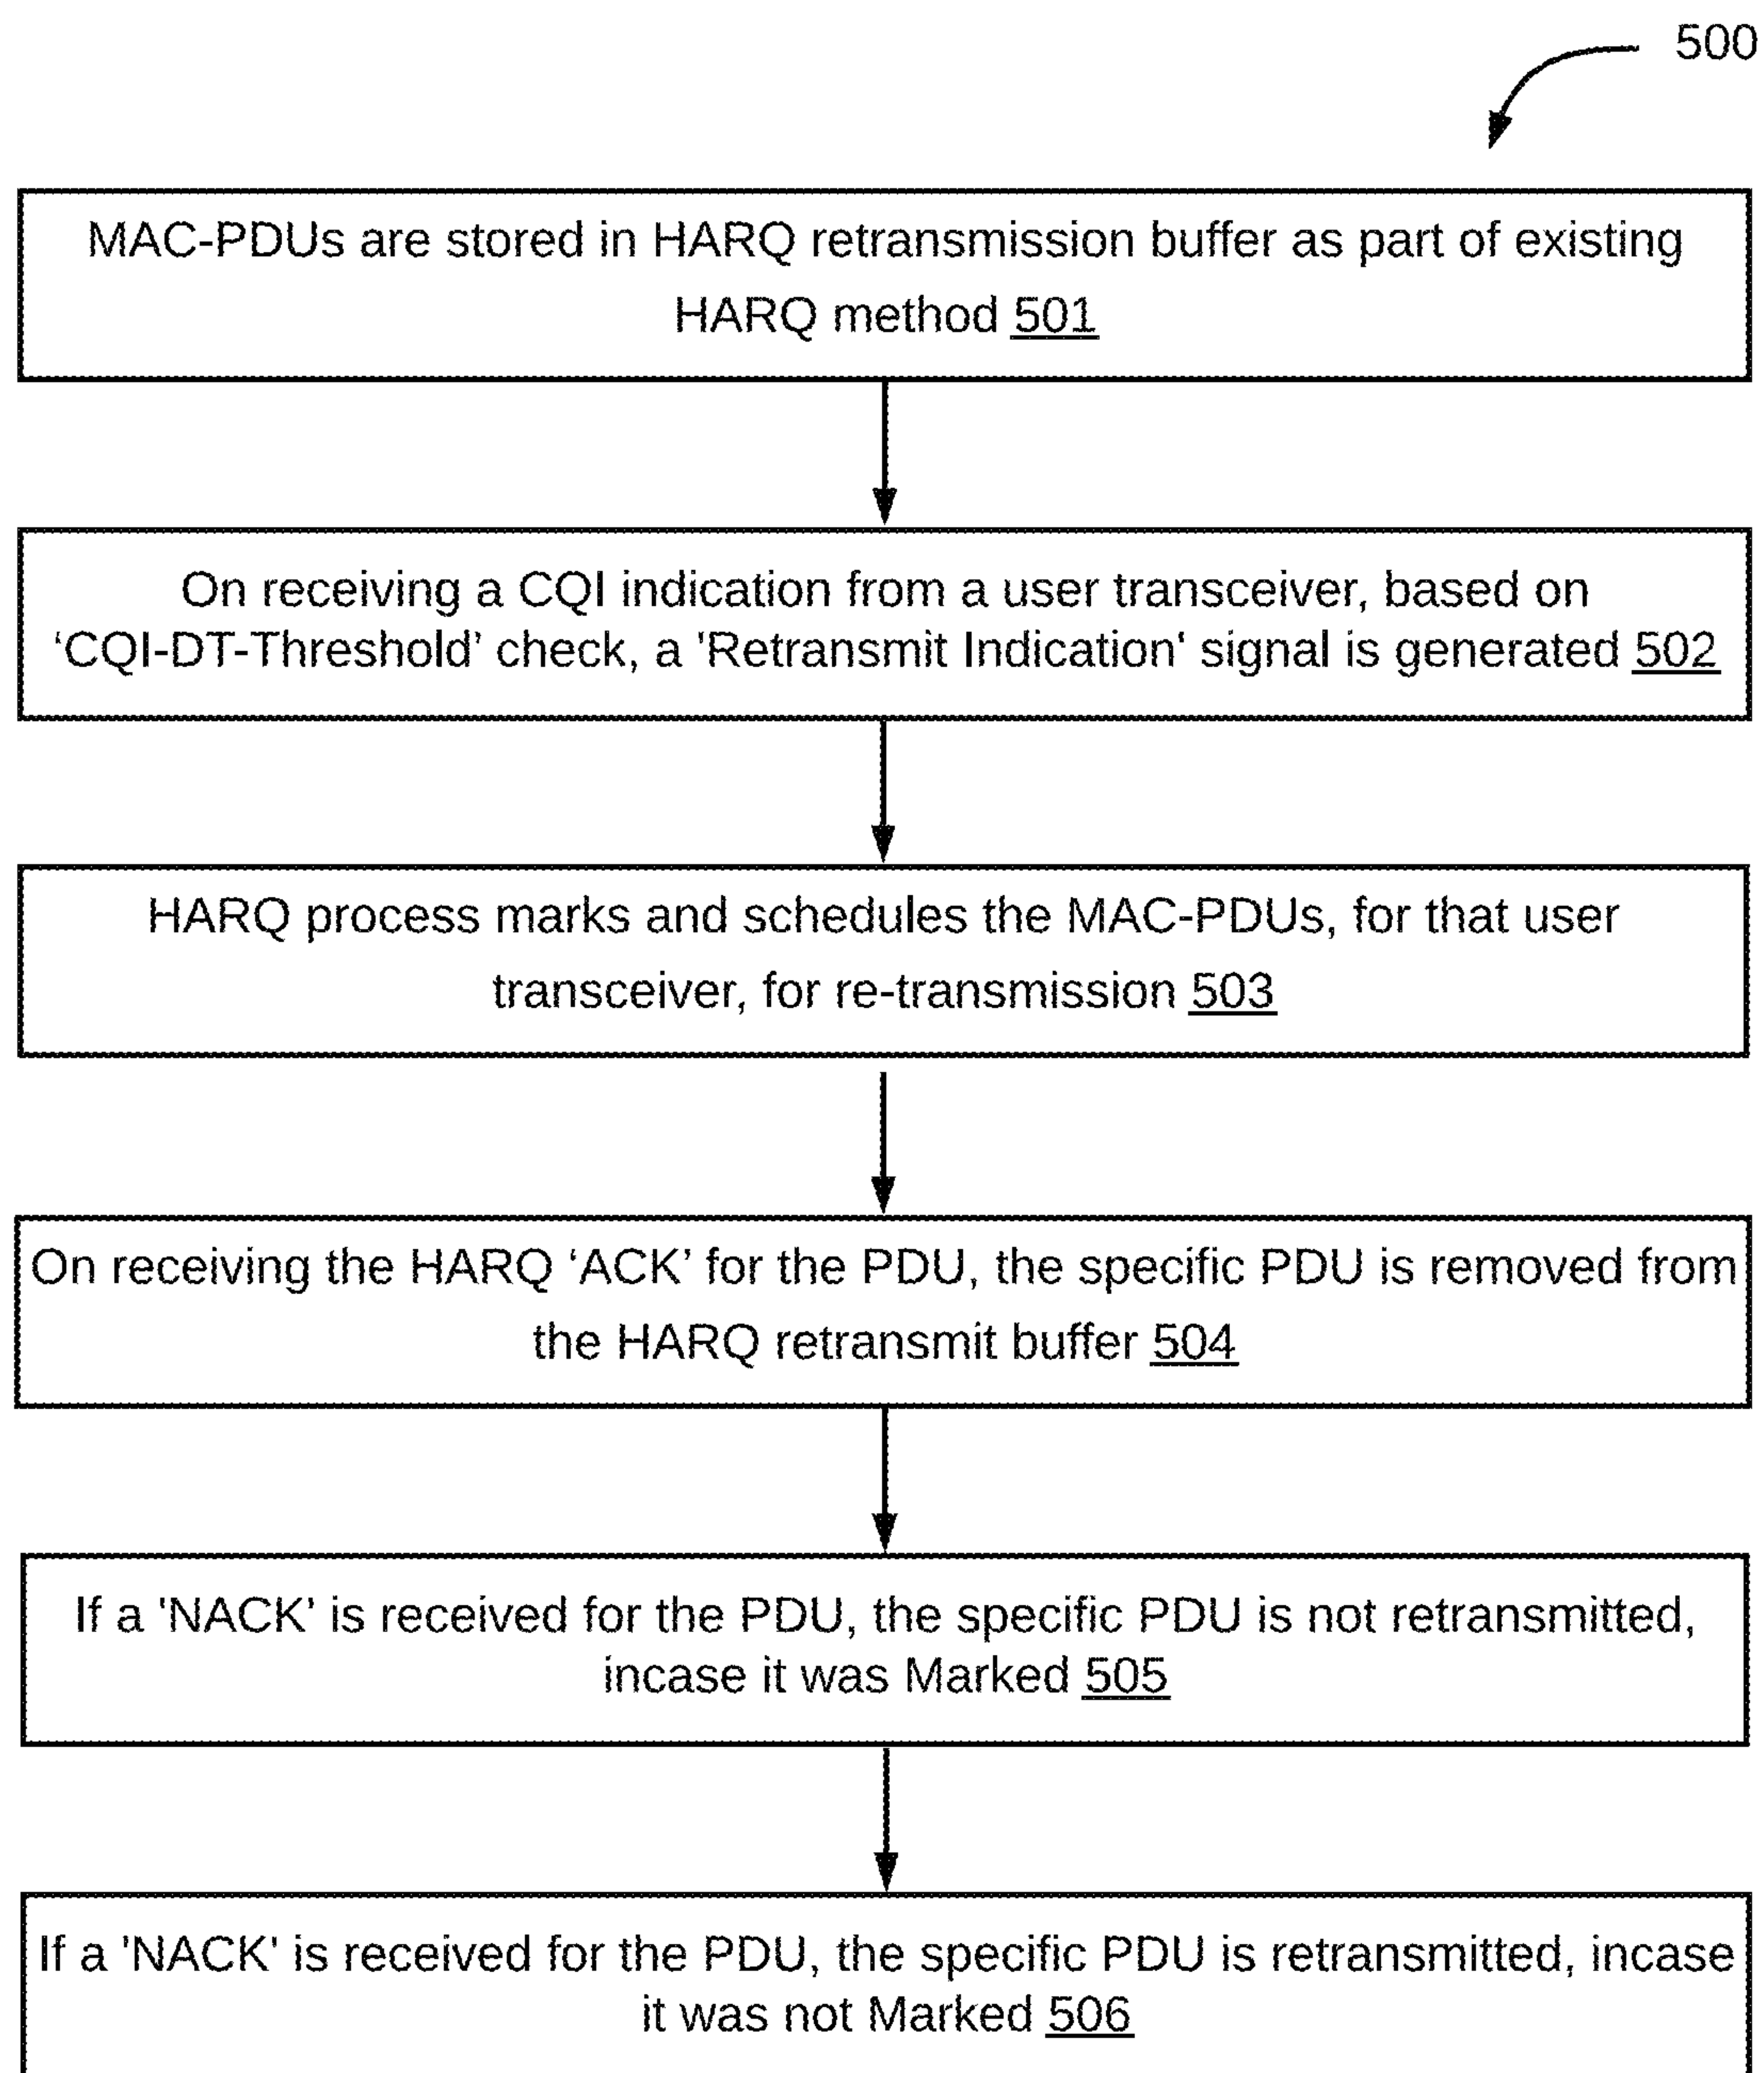 500
MAC-PDUs are stored in HARQ retransmission buffer as part of existing
HARQ method 501
On receiving a CQI indication from a user transceiver, based on
‘CQI-DT-Threshold’ check, a 'Retransmit Indication' signal is generated 502
HARQ process marks and schedules the MAC-PDUs, for that user
transceiver, for re-transmission 503
On receiving the HARQ ‘ACK’ for the PDU, the specific PDU is removed from
the HARQ retransmit buffer 504
If a 'NACK' is received for the PDU, the specific PDU is not retransmitted,
incase it was Marked 505
If a 'NACK' is received for the PDU, the specific PDU is retransmitted, incase
it was not Marked 506